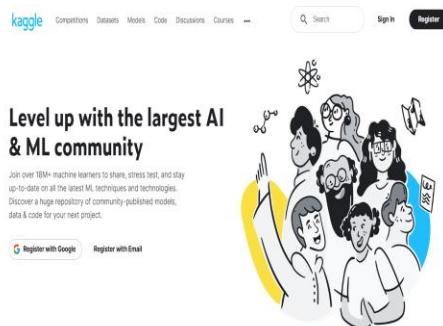 kaggle Competitions Datasets Models Code Discussions Courses Search Sign In Register
Level up with the largest AI
& ML community
Join over 18M+ machine learners to share, stress test, and stay
up-to-date on all the latest ML techniques and technologies.
Discover a huge repository of community-published models,
data & code for your next project.
Register with Google Register with Email